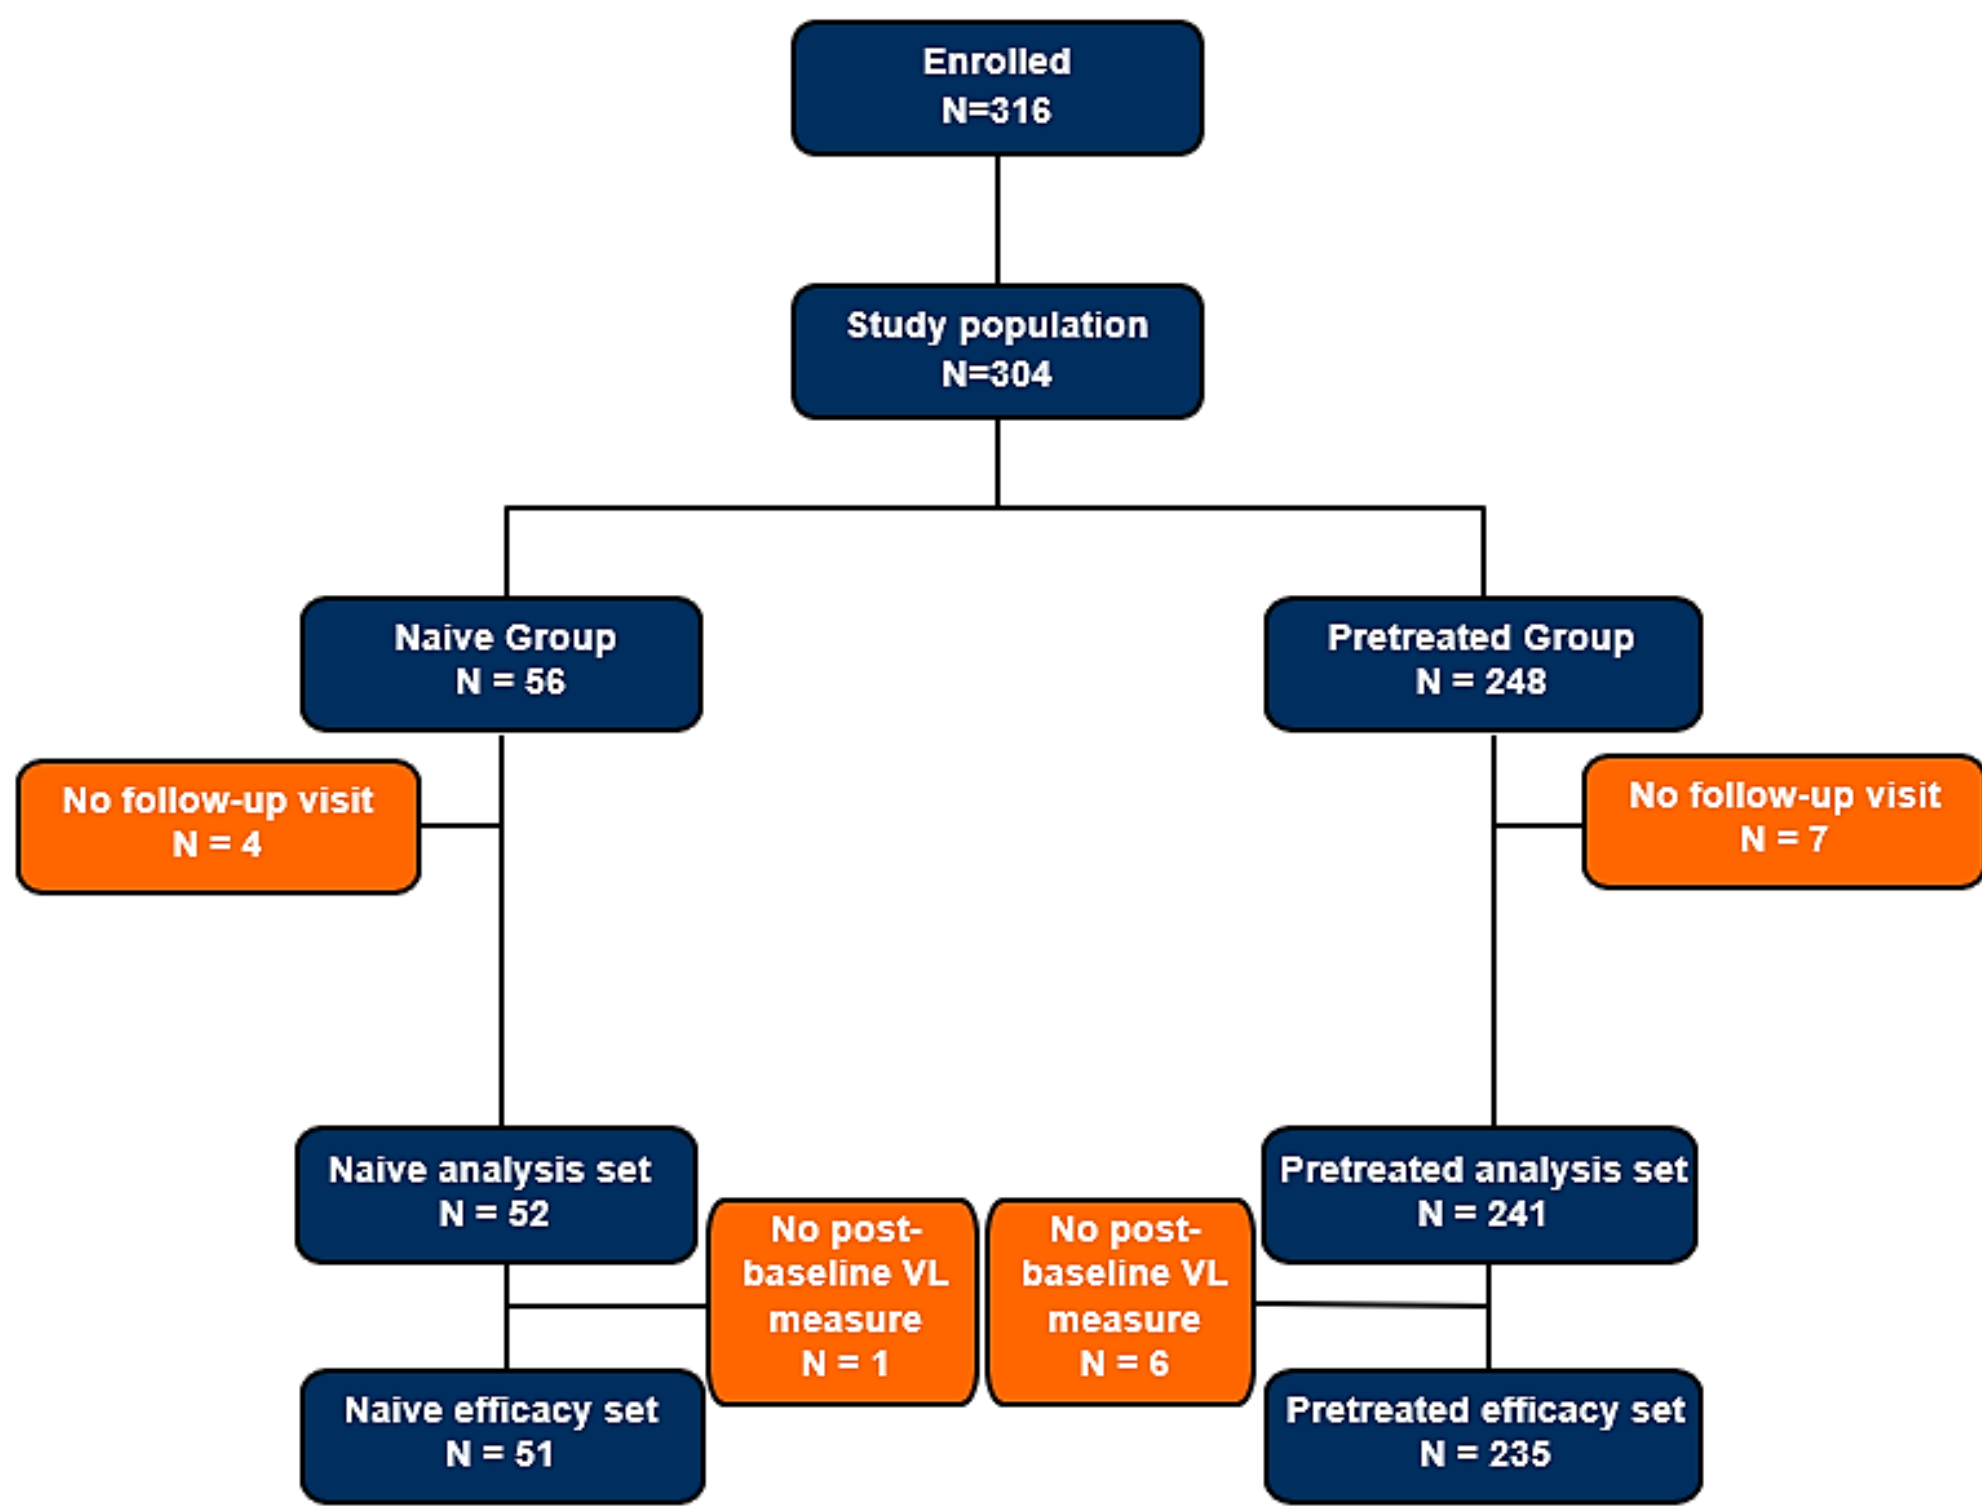 Enrolled
N=316
Study population
N=304
Naive Group
N = 56
Pretreated Group
N = 248
No follow-up visit
N = 4
No follow-up visit
N = 7
Naive analysis set
N = 52
Pretreated analysis set
N = 241
No post-
baseline VL
measure
N = 1
No post-
baseline VL
measure
N = 6
Naive efficacy set
N = 51
Pretreated efficacy set
N = 235